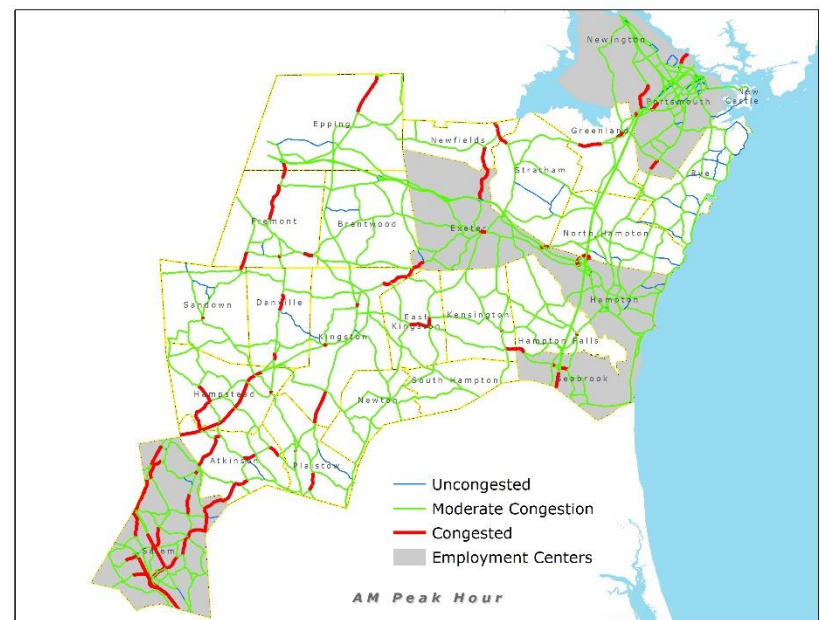 Newington
New
Castle
Portsmouth
Epping
Greenland
Newfields
Stratham
Rye
Fremont
Brentwood
Exeter
North Hampton
Sandown
Danville
Hampton
East
Kingston
Kensington
Kingston
Hampton Falls
South Hampton
Seabrook
Hampstead
Newton
Atkinson
Plaistow
Salem
Uncongested
Moderate Congestion
Congested
Employment Centers
AM Peak Hour